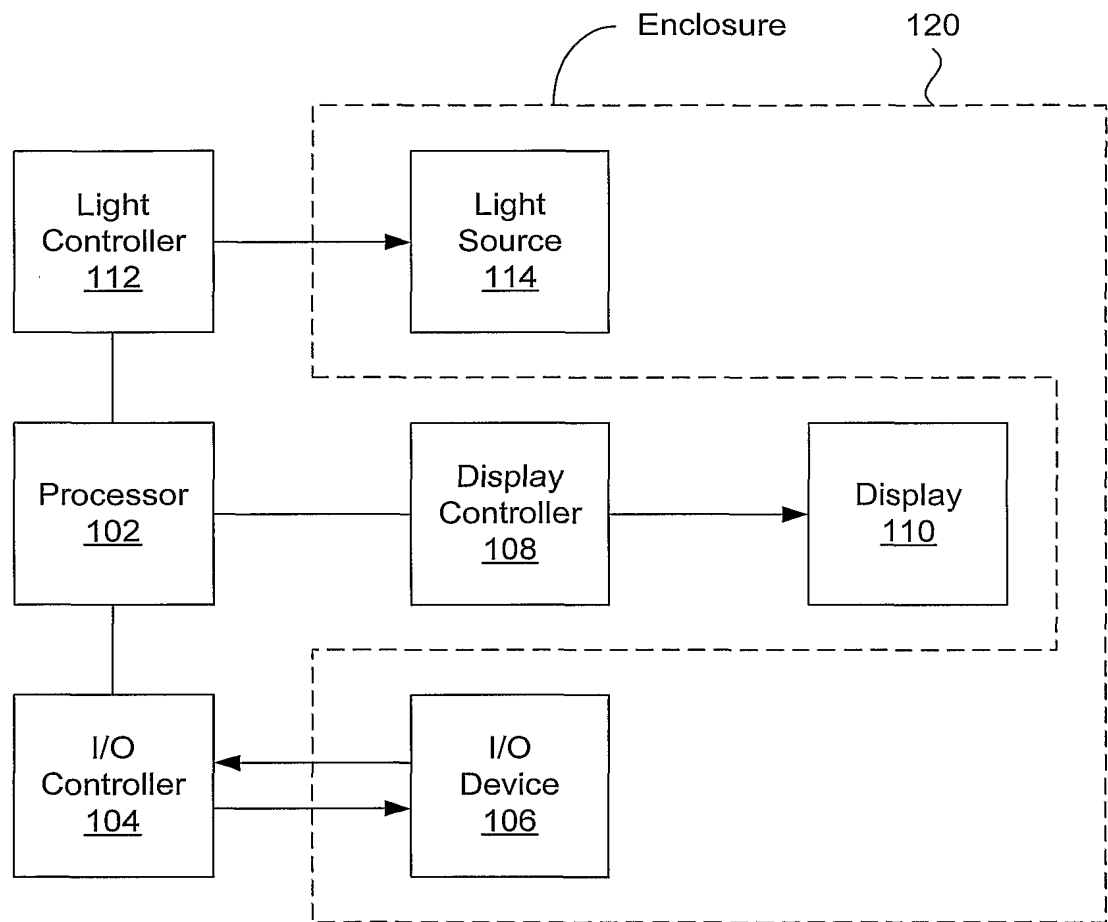 Enclosure
120
Light
Controller
112
Light
Source
114
Processor
102
Display
Controller
108
Display
110
I/O
Controller
104
I/O
Device
106